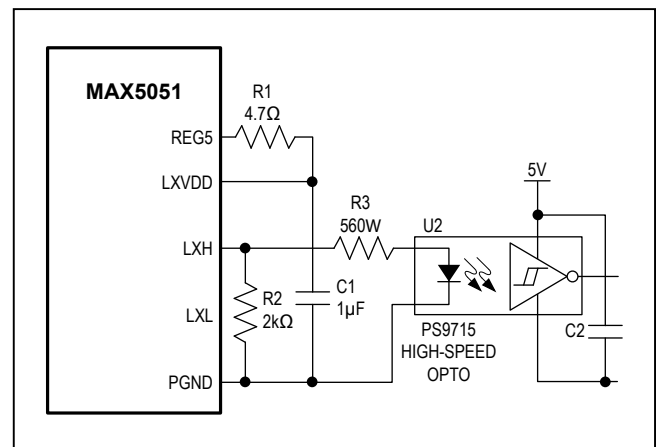 MAX5051
R1
4.7Ω
REG5
LXVDD
5V
R3
560W
U2
LXH
R2
2kΩ
C1
1µF
LXL
C2
PS9715
HIGH-SPEED
OPTO
PGND